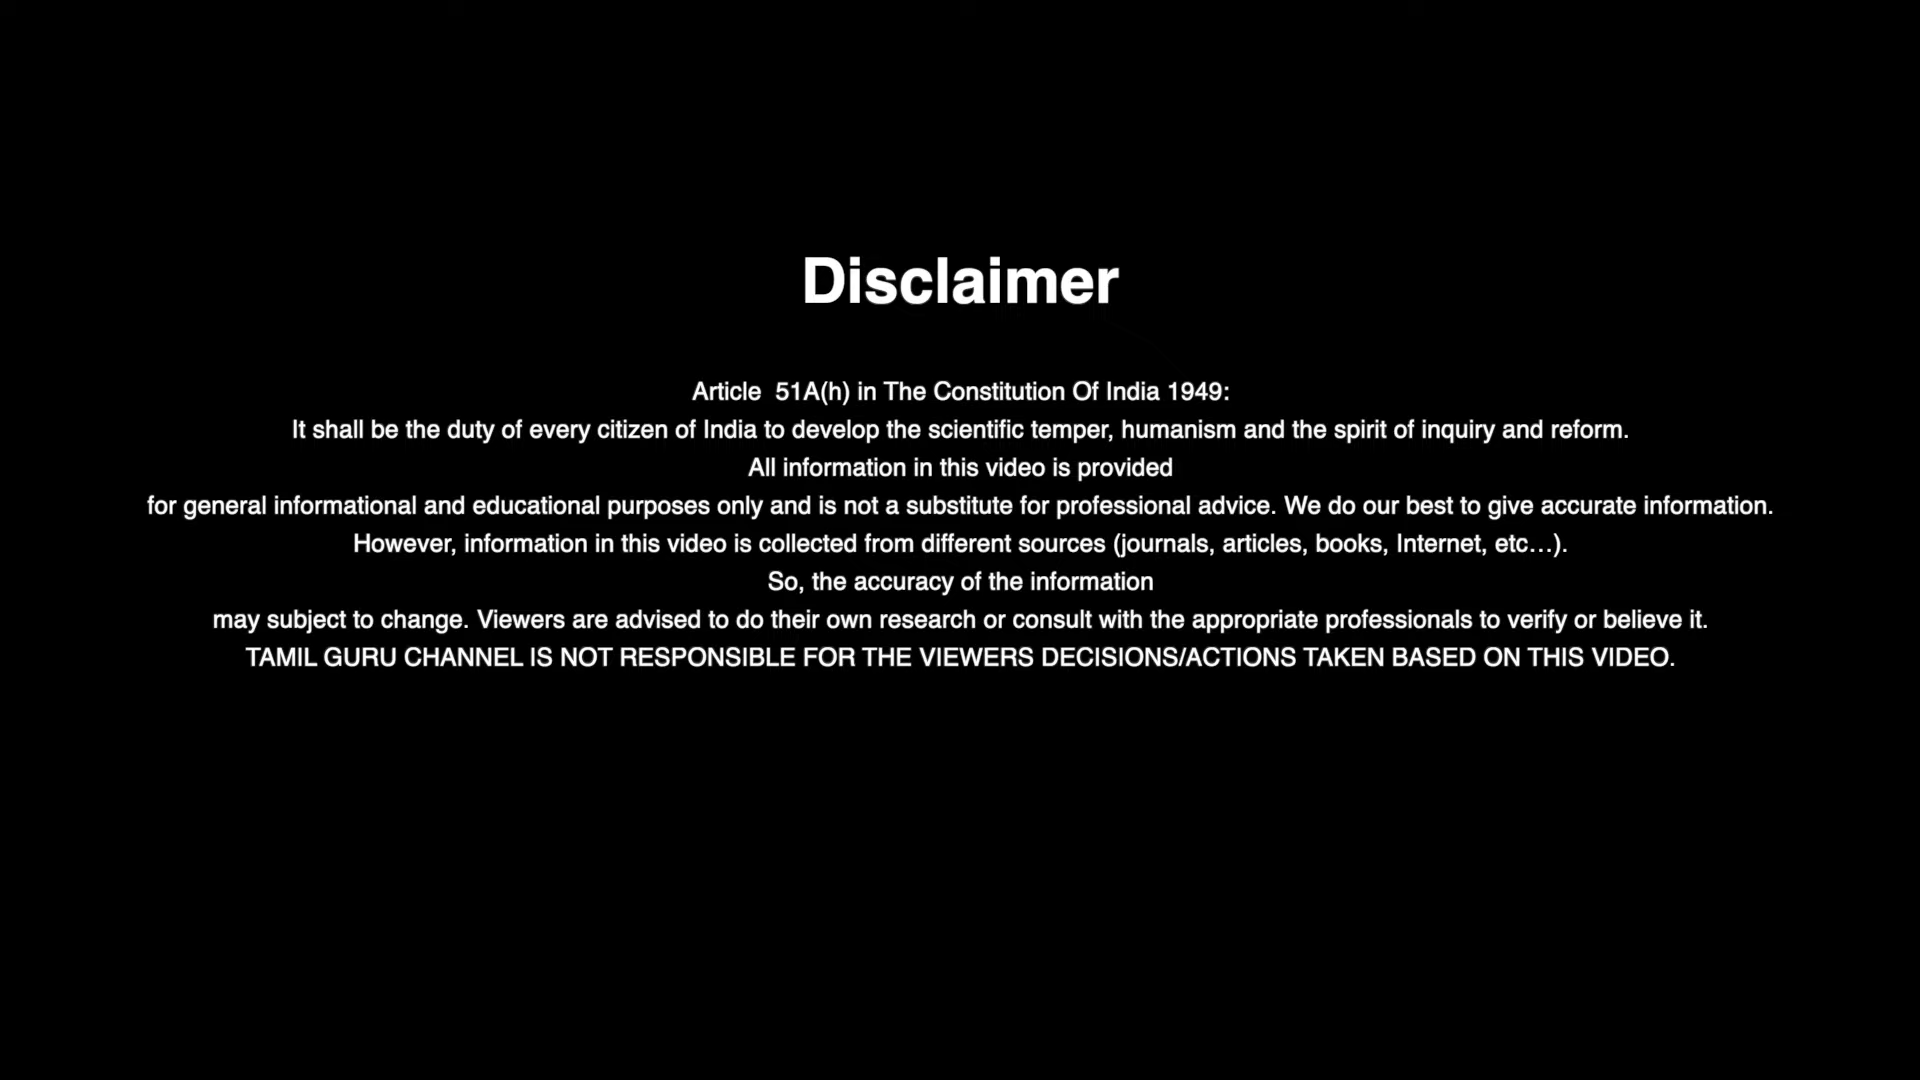 Disclaimer
Article  51A(h) in The Constitution Of India 1949:
It shall be the duty of every citizen of India to develop the scientific temper, humanism and the spirit of inquiry and reform.
All information in this video is provided
for general informational and educational purposes only and is not a substitute for professional advice. We do our best to give accurate information.
However, information in this video is collected from different sources (journals, articles, books, Internet, etc...).
So, the accuracy of the information
may subject to change. Viewers are advised to do their own research or consult with the appropriate professionals to verify or believe it.
TAMIL GURU CHANNEL IS NOT RESPONSIBLE FOR THE VIEWERS DECISIONS/ACTIONS TAKEN BASED ON THIS VIDEO.